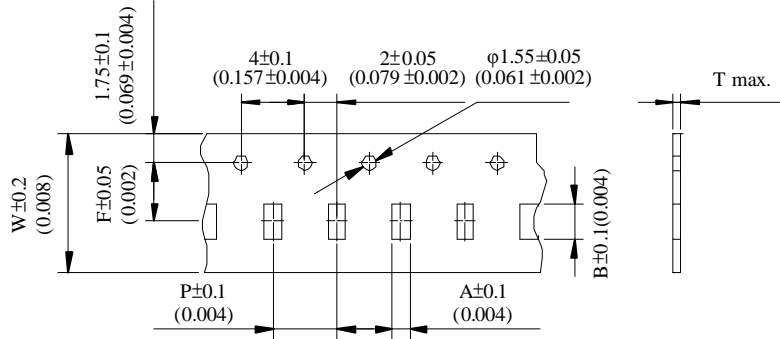 1.75±0.1
(0.069±0.004)
4±0.1
(0.157±0.004)
2±0.05
(0.079±0.002)
φ1.55±0.05
(0.061±0.002)
T max.
W±0.2
(0.008)
F±0.05
(0.002)
B±0.1(0.004)
P±0.1
(0.004)
A±0.1
(0.004)